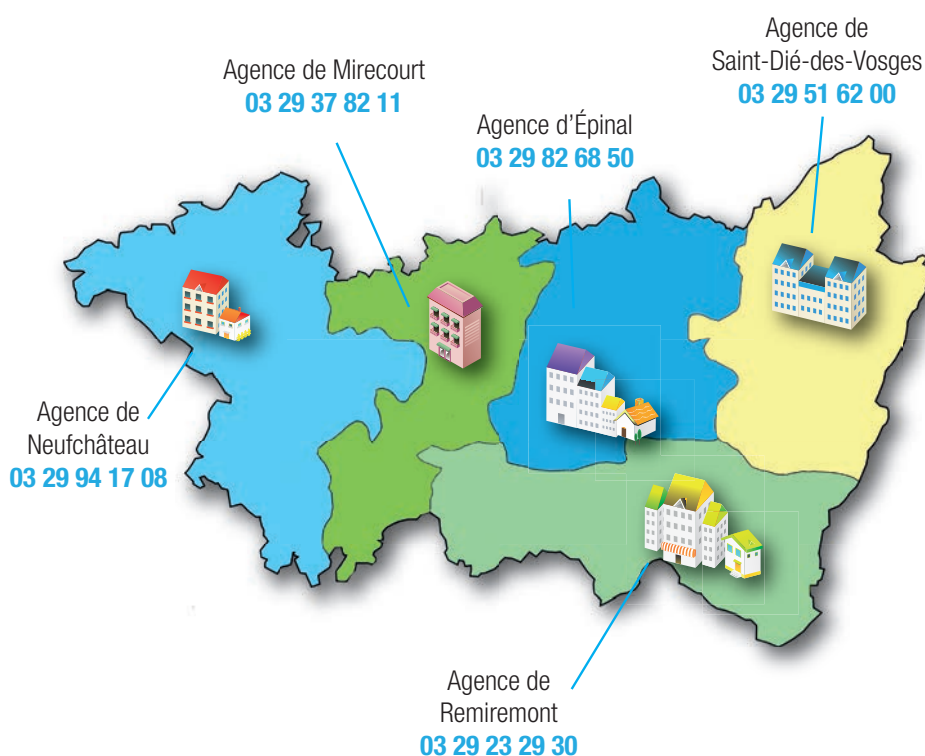 Agence de
Saint-Dié-des-Vosges
03 29 51 62 00
Agence de Mirecourt
03 29 37 82 11
Agence d’Épinal
03 29 82 68 50
Agence de
Neufchâteau
03 29 94 17 08
Agence de
Remiremont
03 29 23 29 30